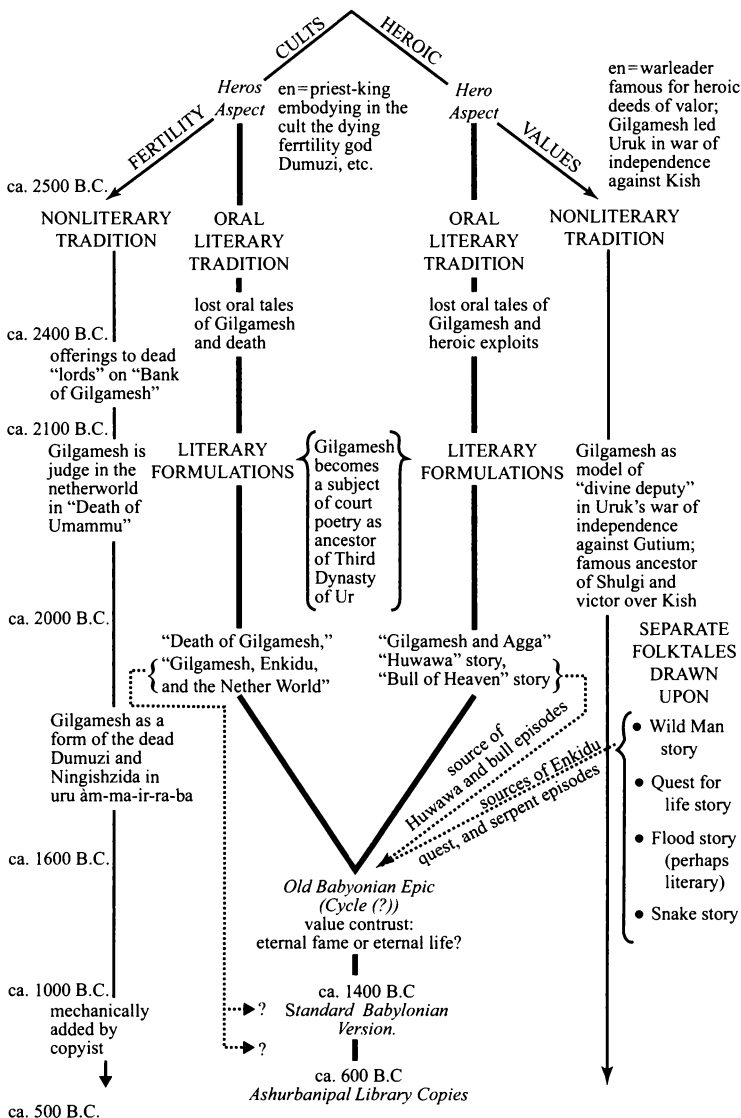 CULTS
HEROIC
Heros
Aspect
en=priest-king
embodying in the
cult the dying
ferrtility god
Dumuzi, etc.
Hero
Aspect
en=warleader
famous for heroic
deeds of valor;
Gilgamesh led
Uruk in war of
independence
against Kish
FERTILITY
VALUES
ca. 2500 B.C.
NONLITERARY
TRADITION
ORAL
LITERARY
TRADITION
ORAL
LITERARY
TRADITION
NONLITERARY
TRADITION
lost oral tales
of Gilgamesh
and death
lost oral tales of
Gilgamesh and
heroic exploits
ca. 2400 B.C.
offerings to dead
“lords” on “Bank
of Gilgamesh”
ca. 2100 B.C.
Gilgamesh is
judge in the
netherworld
in “Death of
Umammu”
LITERARY
FORMULATIONS
Gilgamesh
becomes
a subject
of court
poetry as
ancestor
of Third
Dynasty
of Ur
LITERARY
FORMULATIONS
Gilgamesh as
model of
“divine deputy”
in Uruk’s war of
independence
against Gutium;
famous ancestor
of Shulgi and
victor over Kish
ca. 2000 B.C.
“Death of Gilgamesh,”
“Gilgamesh, Enkidu,
and the Nether World”
“Gilgamesh and Agga”
“Huwawa” story,
“Bull of Heaven” story
SEPARATE
FOLKTALES
DRAWN
UPON
• Wild Man
story
• Quest for
life story
• Flood story
(perhaps
literary)
• Snake story
Gilgamesh as a
form of the dead
Dumuzi and
Ningishzida in
uru àm-ma-ir-ra-ba
source of
Huwawa and bull episodes
sources of Enkidu
quest, and serpent episodes
ca. 1600 B.C.
Old Babyonian Epic
(Cycle (?))
value contrust:
eternal fame or eternal life?
ca. 1000 B.C.
mechanically
added by
copyist
?
?
ca. 1400 B.C
Standard Babylonian
Version.
ca. 600 B.C
Ashurbanipal Library Copies
ca. 500 B.C.